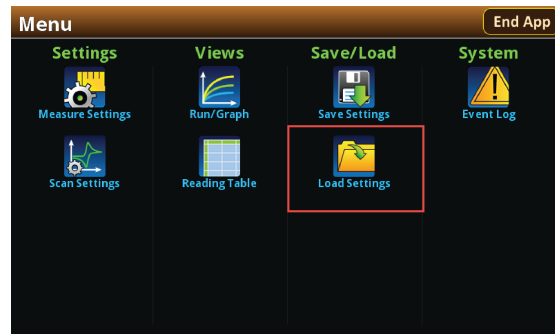 Menu
End App
Settings Views Save/Load System
Measure Settings Run/Graph Save Settings Event Log
Scan Settings Reading Table Load Settings